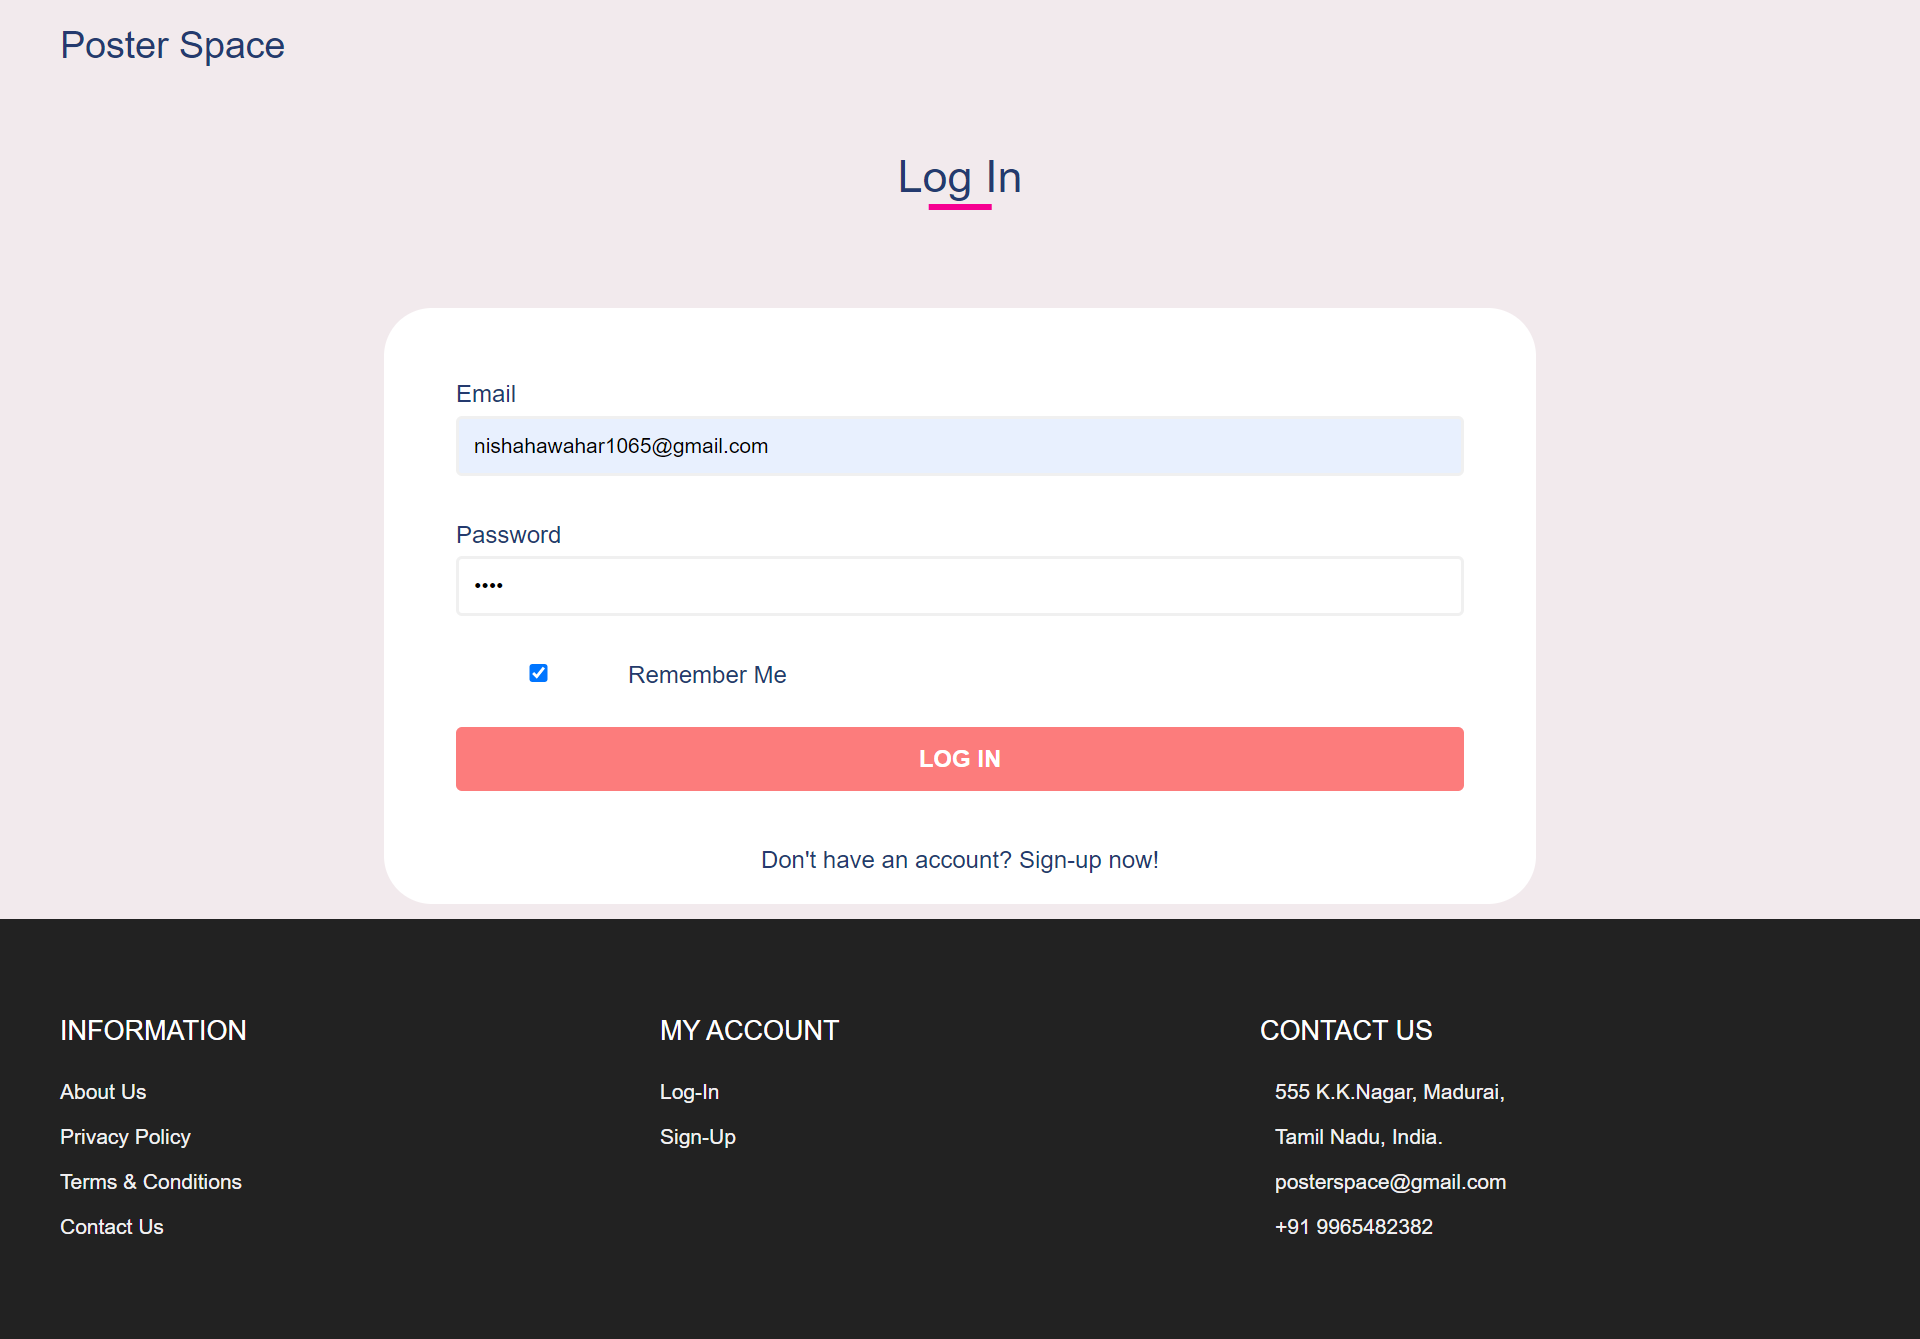 Poster Space
Log In
Email
nishahawahar1065@gmail.com
Password
••••
Remember Me
LOG IN
Don't have an account? Sign-up now!
INFORMATION
About Us
Privacy Policy
Terms & Conditions
Contact Us
MY ACCOUNT
Log-In
Sign-Up
CONTACT US
555 K.K.Nagar, Madurai,
Tamil Nadu, India.
posterspace@gmail.com
+91 9965482382